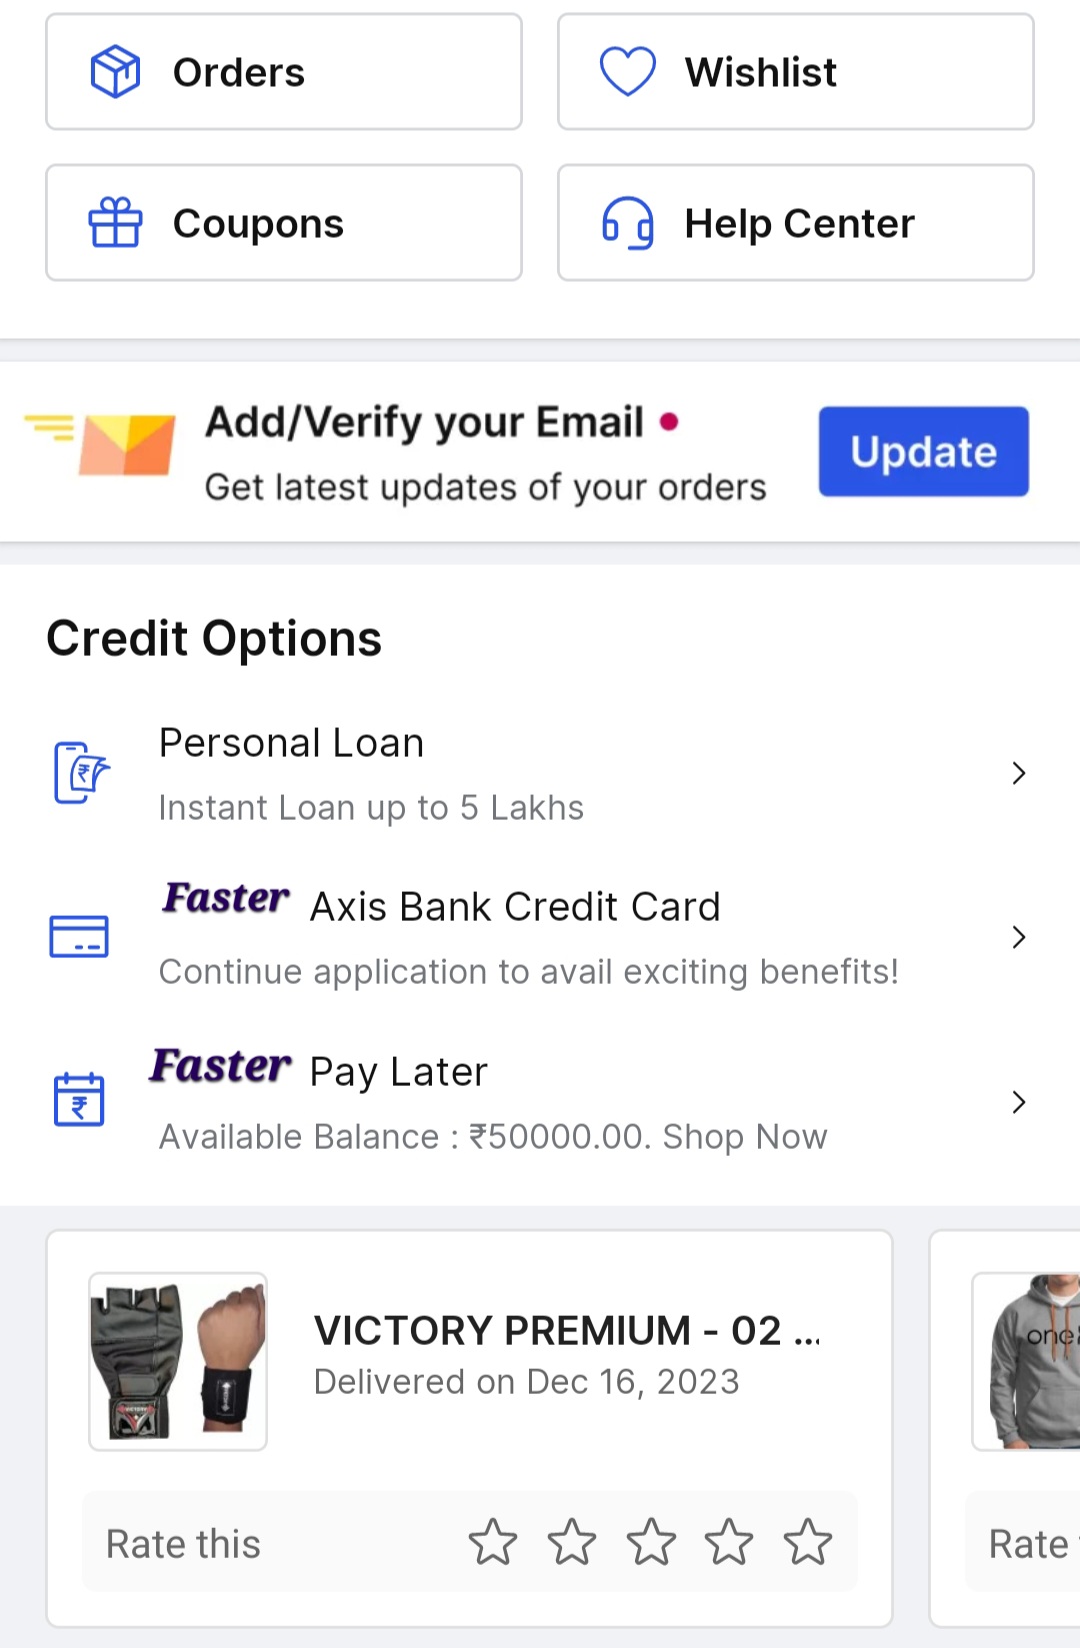 Orders
Wishlist
Coupons
Help Center
Add/Verify your Email
Get latest updates of your orders
Update
Credit Options
Personal Loan
Instant Loan up to 5 Lakhs
Faster Axis Bank Credit Card
Continue application to avail exciting benefits!
Faster Pay Later
Available Balance : ₹50000.00. Shop Now
VICTORY PREMIUM - 02 ...
Delivered on Dec 16, 2023
one
Rate this
Rate